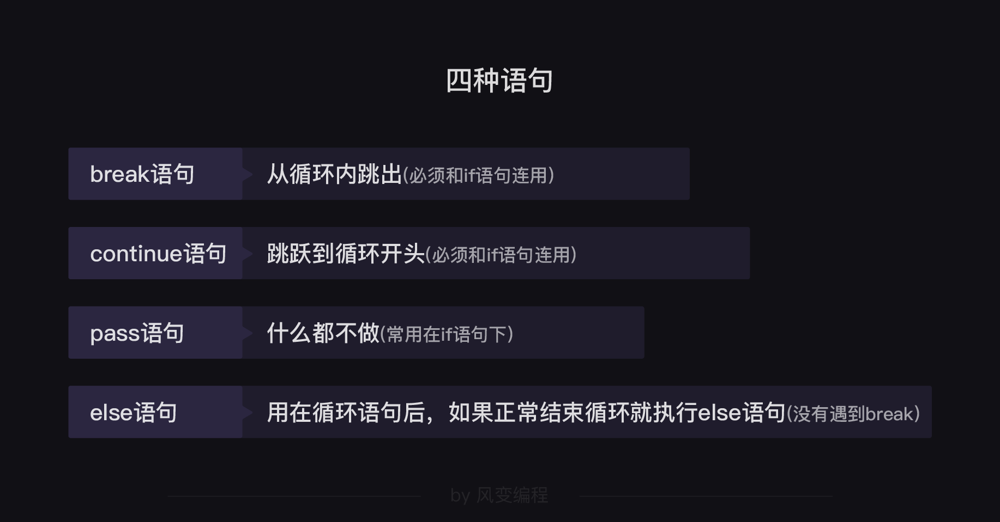 四种语句
break语句 从循环内跳出(必须和if语句连用)
continue语句 跳跃到循环开头(必须和if语句连用)
pass语句 什么都不做(常用在if语句下)
else语句 用在循环语句后，如果正常结束循环就执行else语句(没有遇到break)
by 风变编程